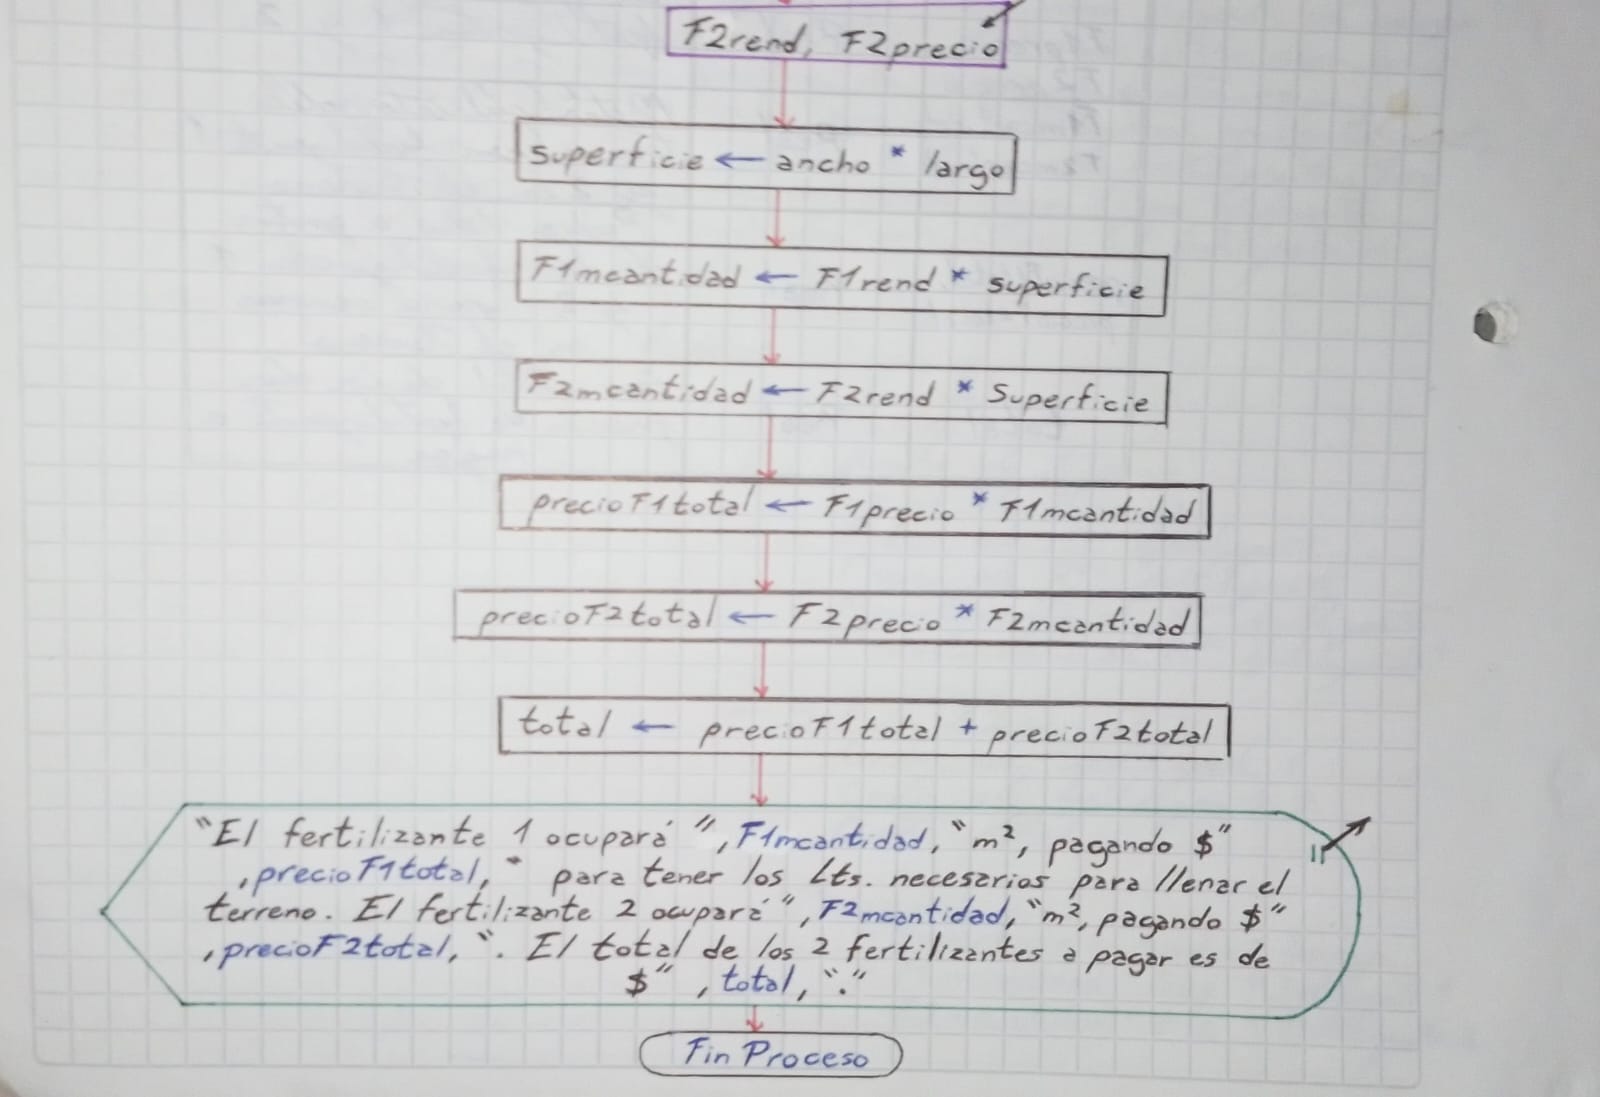 F2rend, F2precio
superficie ← ancho * largo
F1mcantidad ← F1rend * superficie
F2mcantidad ← F2rend * Superficie
precioF1total ← F1precio * F1mcantidad
precioF2total ← F2precio * F2mcantidad
total ← precioF1total + precioF2total
"El fertilizante 1 ocupará ", F1mcantidad, "m², pagando $"
, precioF1total, " para tener los Lts. necesarios para llenar el
terreno. El fertilizante 2 ocupará ", F2mcantidad, "m², pagando $"
, precioF2total, ". El total de los 2 fertilizantes a pagar es de
$" , total, "."
Fin Proceso